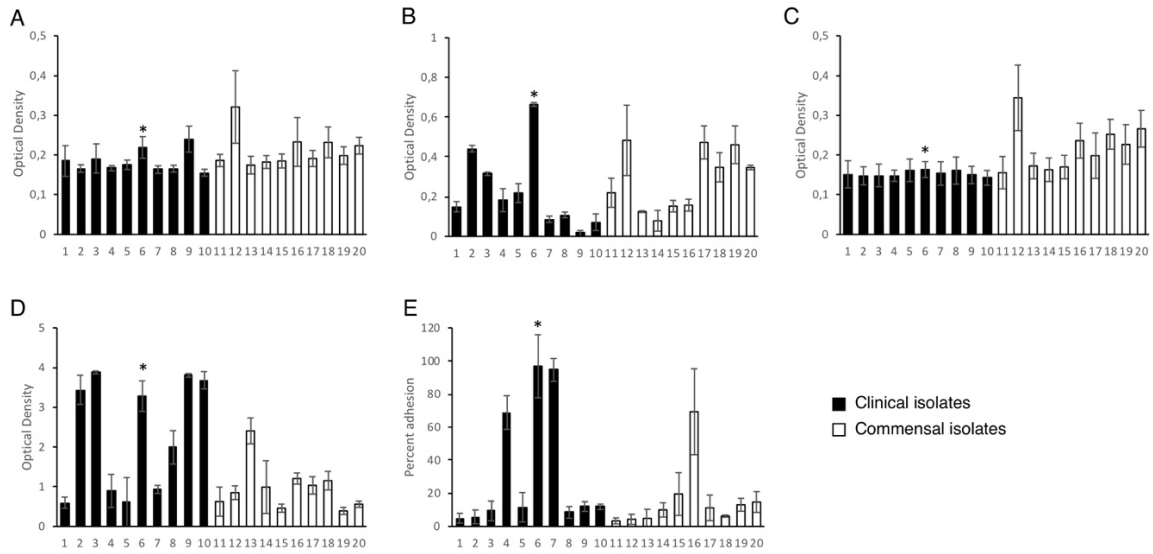 A
0,5
0,4
0,3
0,2
0,1
0
Optical Density
*
1 2 3 4 5 6 7 8 9 10 11 12 13 14 15 16 17 18 19 20
B
1
0,8
0,6
0,4
0,2
0
Optical Density
*
1 2 3 4 5 6 7 8 9 10 11 12 13 14 15 16 17 18 19 20
C
0,5
0,4
0,3
0,2
0,1
0
Optical Density
*
1 2 3 4 5 6 7 8 9 10 11 12 13 14 15 16 17 18 19 20
D
5
4
3
2
1
0
Optical Density
*
1 2 3 4 5 6 7 8 9 10 11 12 13 14 15 16 17 18 19 20
E
120
100
80
60
40
20
0
Percent adhesion
*
1 2 3 4 5 6 7 8 9 10 11 12 13 14 15 16 17 18 19 20
Clinical isolates
Commensal isolates